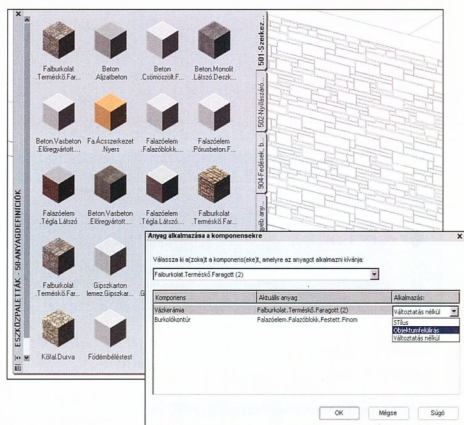 Falburkolat Beton Beton Beton.Monolit
.Terméskő.Far... .Aljzatbeton .Csömöszölt.F... .Látszó.Deszk...
Beton.Vasbeton Fa.Ácsszerkezet Falazóelem Falazóelem
.Előregyártott.... .Nyers .Falazóblokk.... .Pórusbeton.F...
Falazóelem Beton.Vasbeton Falazóelem Falburkolat
.Tégla.Látszó Előregyártott.... .Tégla.Látszó.... .Terméskő.Far...
Falburkolat Gipszkarton
.Terméskő.Fa... lemez.Gipszkar...
Kőfal.Durva Födémbéléstest
ESZKÖZPALETTÁK - 50-ANYAGDEFINÍCIÓK
501-Szerkez...
502-Nyílászáró...
504-Fedések, b...
Anyag alkalmazása a komponensekre
Válassza ki a(zoka)t a komponens(eke)t, amelyre az anyagot alkalmazni kívánja:
Falburkolat.Terméskő.Faragott (2)
Komponens Aktuális anyag Alkalmazás:
Vázkerámia Falburkolat.Terméskő.Faragott (2) Változtatás nélkül
Burkolókontúr Falazóelem.Falazóblokk.Festett.Finom STílus
Objektumfelülírás
Változtatás nélkül
OK Mégse Súgó